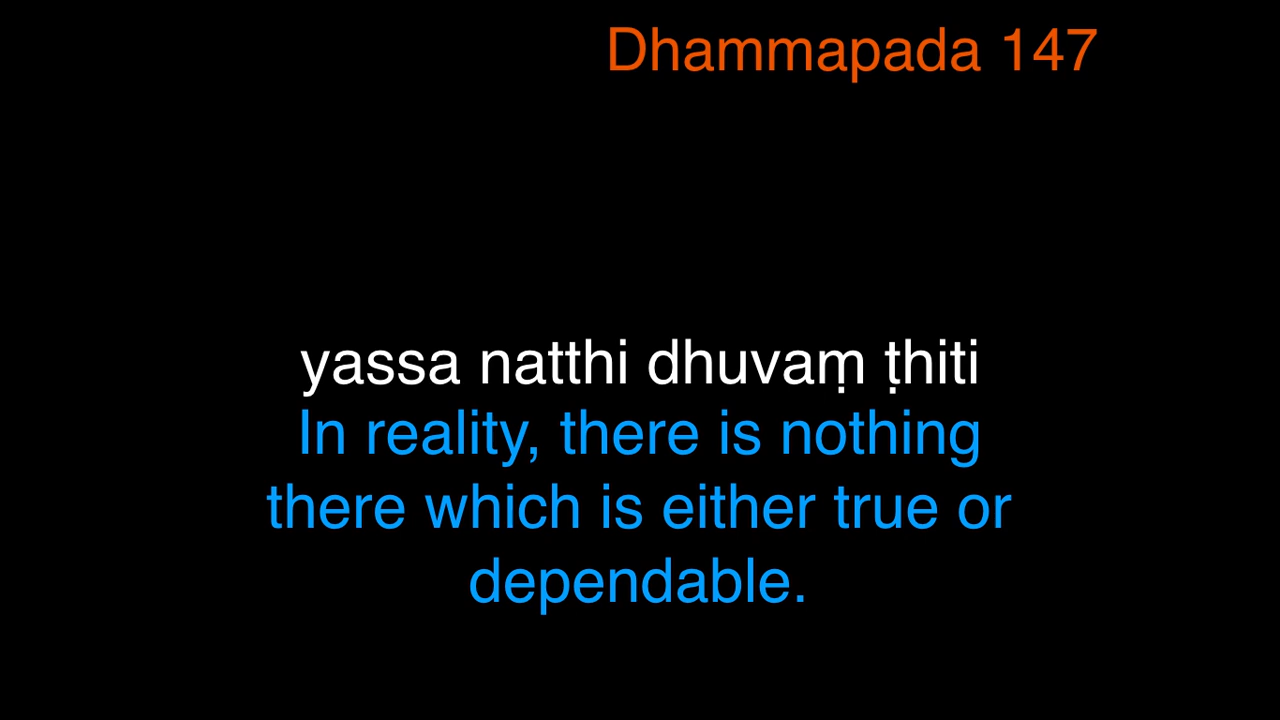 Dhammapada 147
yassa natthi dhuvaṃ ṭhiti
In reality, there is nothing
there which is either true or
dependable.